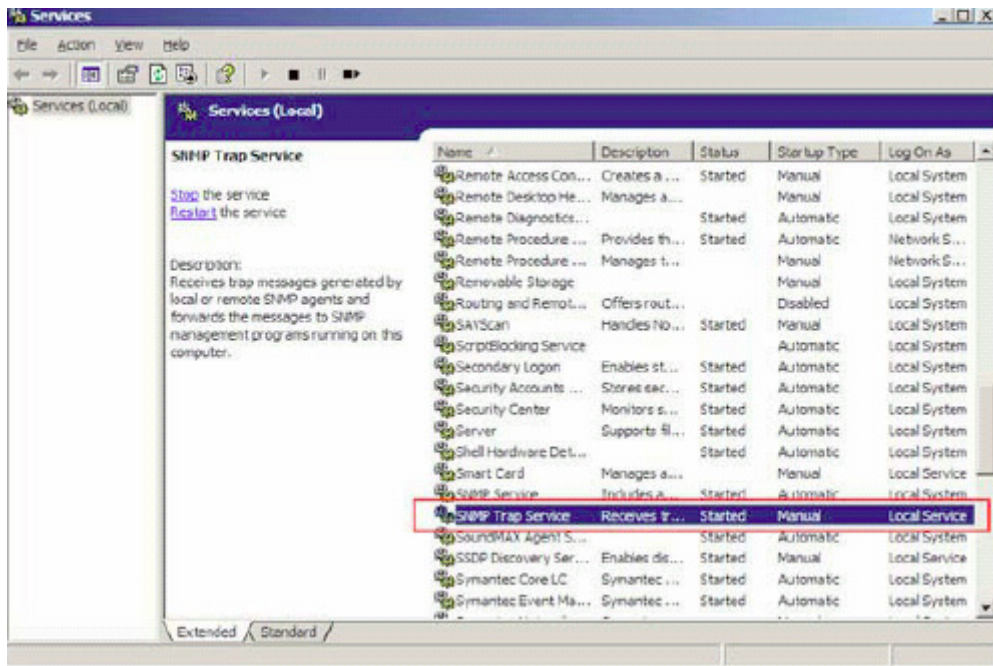 Services
File Action View Help
Services (Local)
Services (Local)
SNMP Trap Service
Stop the service
Restart the service
Description:
Receives trap messages generated by
local or remote SNMP agents and
forwards the messages to SNMP
management programs running on this
computer.
Name Description Status Startup Type Log On As
Remote Access Con... Creates a ... Started Manual Local System
Remote Desktop He... Manages a... Manual Local System
Remote Diagnostics... Started Automatic Local System
Remote Procedure ... Provides th... Started Automatic Network S...
Remote Procedure ... Manages t... Manual Network S...
Removable Storage Manual Local System
Routing and Remot... Offers rout... Disabled Local System
SAVScan Handles No... Started Manual Local System
ScriptBlocking Service Automatic Local System
Secondary Logon Enables st... Started Automatic Local System
Security Accounts ... Stores sec... Started Automatic Local System
Security Center Monitors s... Started Automatic Local System
Server Supports fil... Started Automatic Local System
Shell Hardware Det... Started Automatic Local System
Smart Card Manages a... Manual Local Service
SNMP Service Includes a... Started Automatic Local System
SNMP Trap Service Receives tr... Started Manual Local Service
SoundMAX Agent S... Started Automatic Local System
SSDP Discovery Ser... Enables dis... Started Manual Local Service
Symantec Core LC Symantec ... Started Automatic Local System
Symantec Event Ma... Symantec ... Started Automatic Local System
Extended Standard